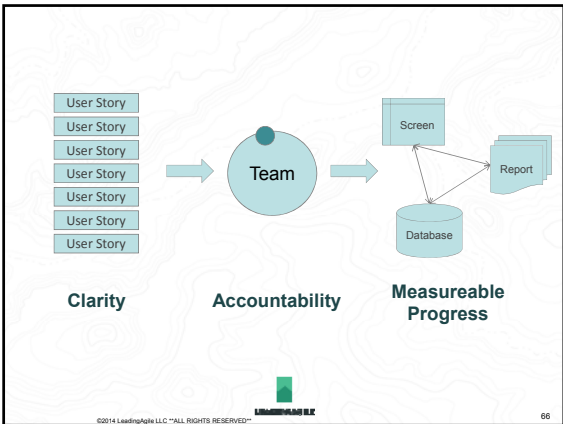 User Story
User Story
User Story
User Story
User Story
User Story
User Story
Team
Screen
Report
Database
Clarity
Accountability
Measureable
Progress
©2014 LeadingAgile LLC **ALL RIGHTS RESERVED**
66